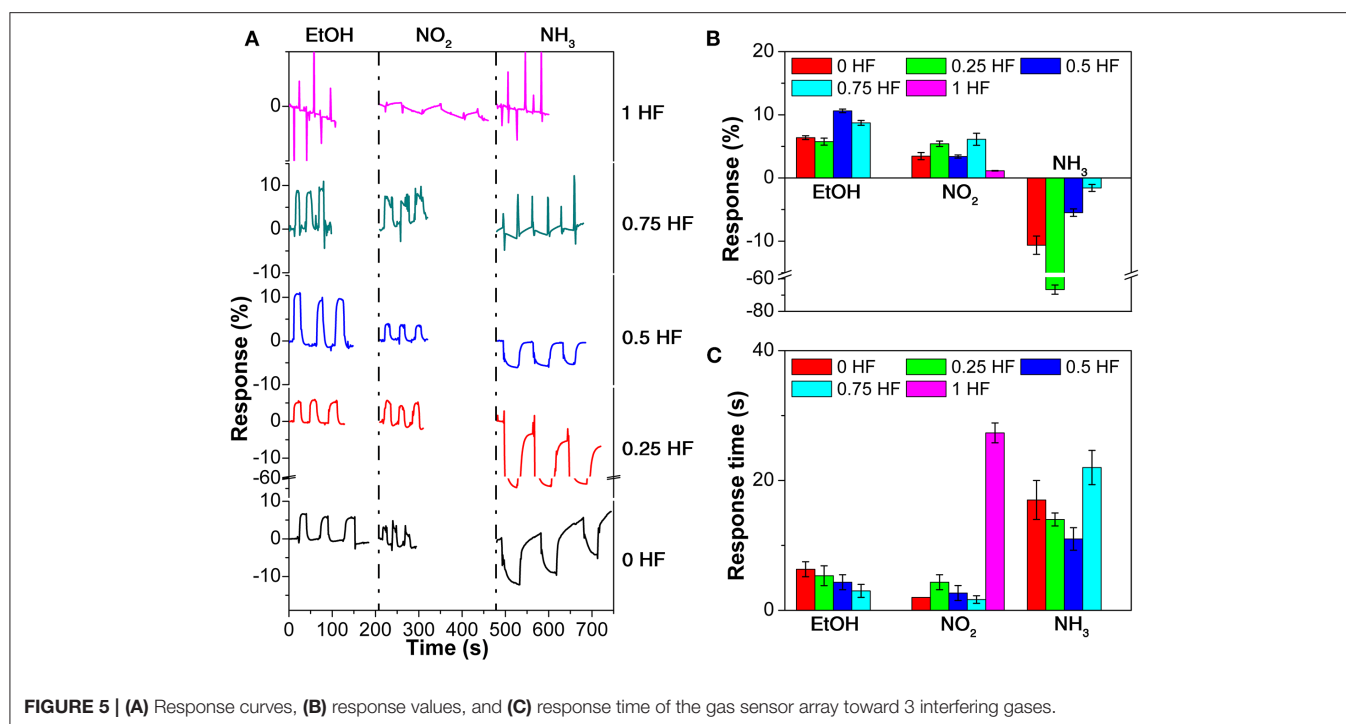 A
EtOH NO2 NH3
0
1 HF
10
0
-10
0.75 HF
10
0
-10
0.5 HF
10
0
-10
-60
0.25 HF
10
0
-10
0 HF
Response (%)
0 100 200 300 400 500 600 700
Time (s)
B
20
10
0
-10
-60
-80
Response (%)
0 HF 0.25 HF 0.5 HF
0.75 HF 1 HF
EtOH
NO2
NH3
C
40
20
0
Response time (s)
0 HF 0.25 HF 0.5 HF
0.75 HF 1 HF
EtOH NO2 NH3
FIGURE 5 | (A) Response curves, (B) response values, and (C) response time of the gas sensor array toward 3 interfering gases.